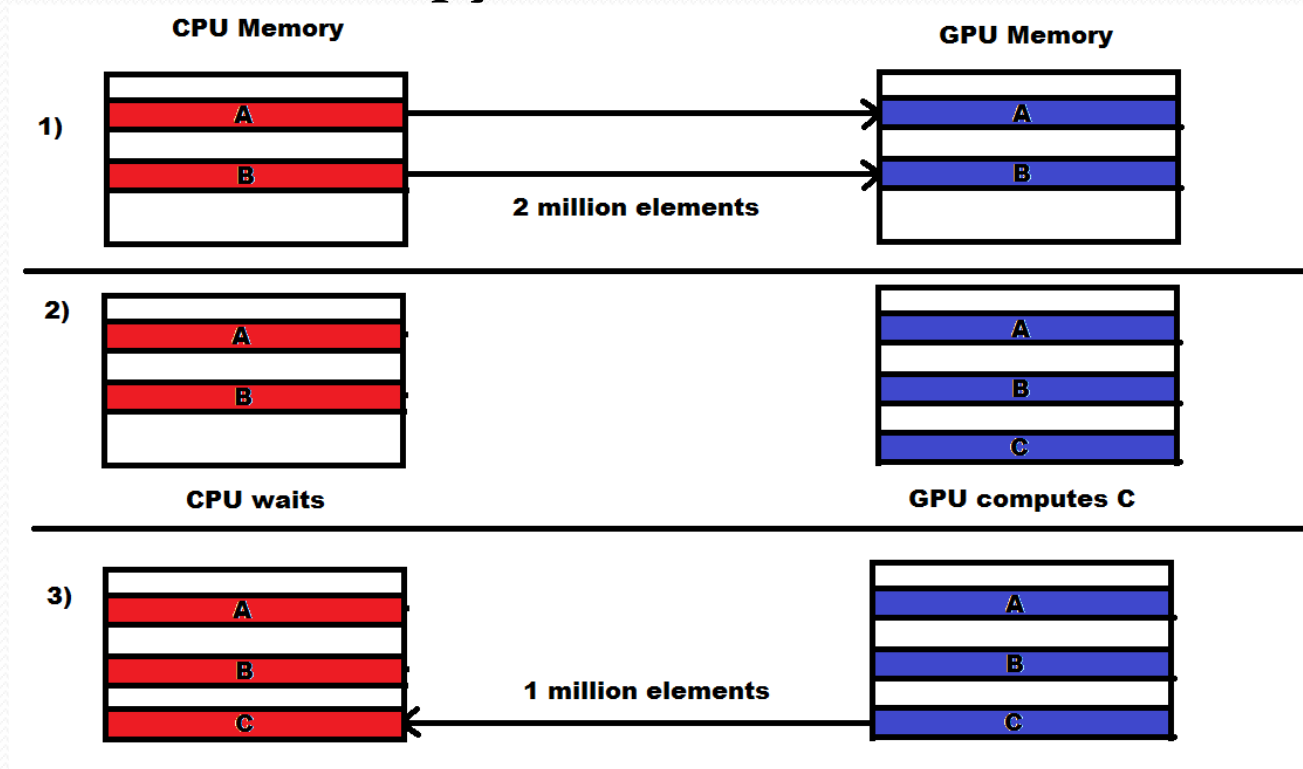 CPU Memory
GPU Memory
1)
A
A
B
B
2 million elements
2)
A
A
B
B
C
CPU waits
GPU computes C
3)
A
A
B
B
1 million elements
C
C